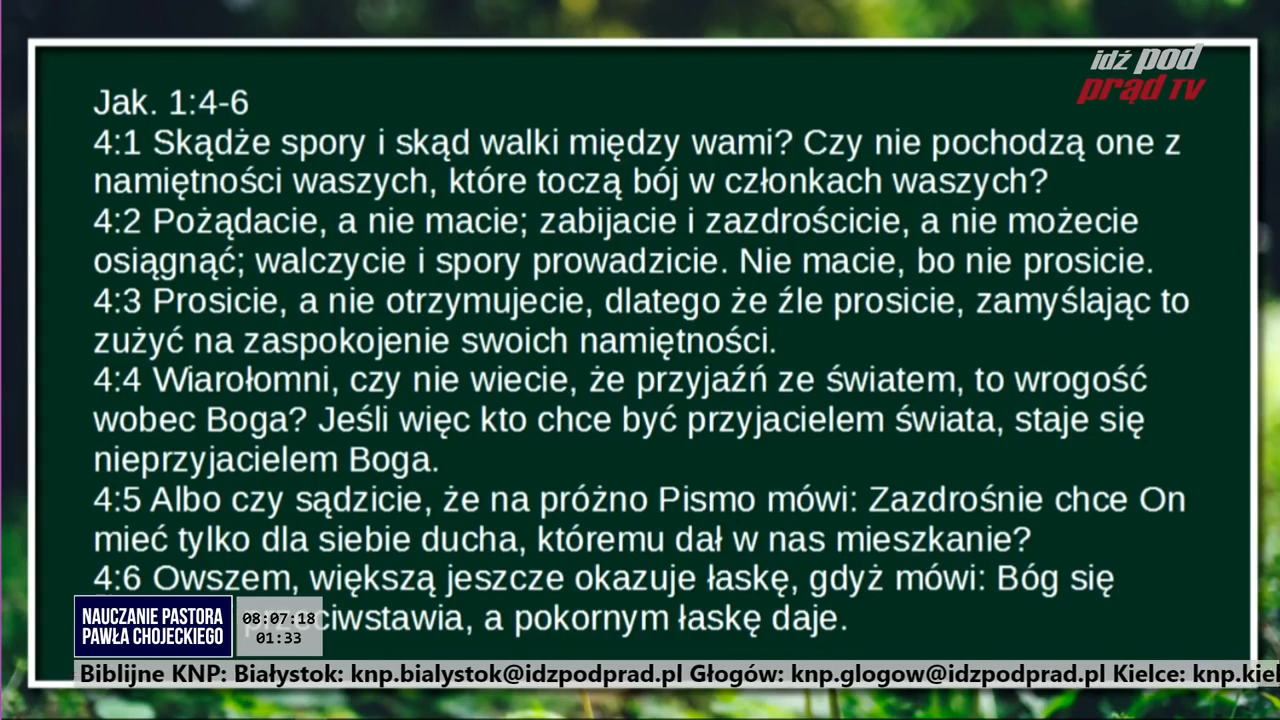 idź pod
prąd TV
Jak. 1:4-6
4:1 Skądże spory i skąd walki między wami? Czy nie pochodzą one z
namiętności waszych, które toczą bój w członkach waszych?
4:2 Pożądacie, a nie macie; zabijacie i zazdrościcie, a nie możecie
osiągnąć; walczycie i spory prowadzicie. Nie macie, bo nie prosicie.
4:3 Prosicie, a nie otrzymujecie, dlatego że źle prosicie, zamyślając to
zużyć na zaspokojenie swoich namiętności.
4:4 Wiarołomni, czy nie wiecie, że przyjaźń ze światem, to wrogość
wobec Boga? Jeśli więc kto chce być przyjacielem świata, staje się
nieprzyjacielem Boga.
4:5 Albo czy sądzicie, że na próżno Pismo mówi: Zazdrośnie chce On
mieć tylko dla siebie ducha, któremu dał w nas mieszkanie?
4:6 Owszem, większą jeszcze okazuje łaskę, gdyż mówi: Bóg się
przeciwstawia, a pokornym łaskę daje.
NAUCZANIE PASTORA
PAWŁA CHOJECKIEGO
08:07:18
01:33
Biblijne KNP: Białystok: knp.bialystok@idzpodprad.pl Głogów: knp.glogow@idzpodprad.pl Kielce: knp.kiel